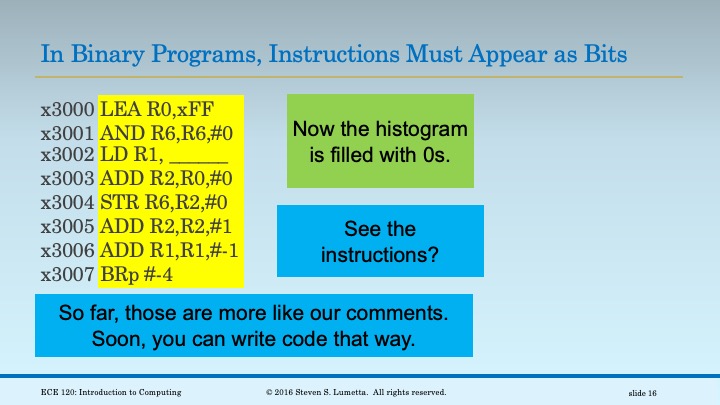 In Binary Programs, Instructions Must Appear as Bits
x3000 LEA R0,xFF
x3001 AND R6,R6,#0
x3002 LD R1, ______
x3003 ADD R2,R0,#0
x3004 STR R6,R2,#0
x3005 ADD R2,R2,#1
x3006 ADD R1,R1,#-1
x3007 BRp #-4
Now the histogram
is filled with 0s.
See the
instructions?
So far, those are more like our comments.
Soon, you can write code that way.
ECE 120: Introduction to Computing
© 2016 Steven S. Lumetta. All rights reserved.
slide 16